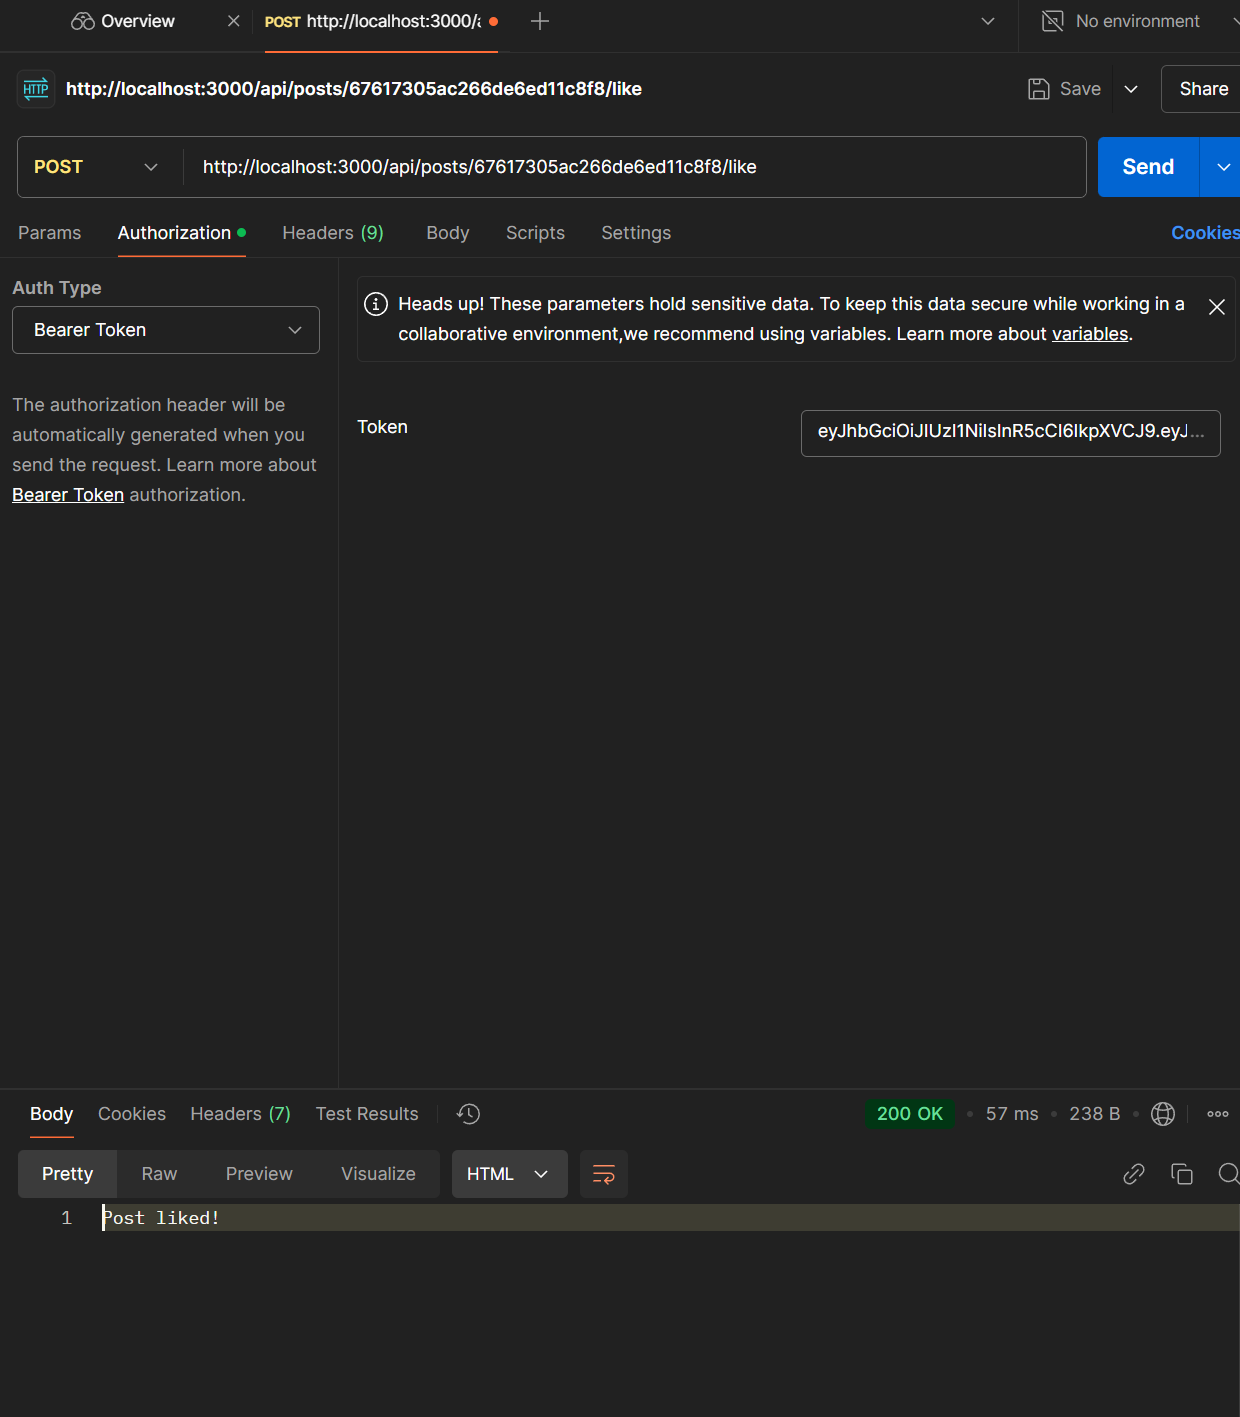 Overview
POST http://localhost:3000/a
No environment
HTTP http://localhost:3000/api/posts/67617305ac266de6ed11c8f8/like
Save
Share
POST
http://localhost:3000/api/posts/67617305ac266de6ed11c8f8/like
Send
Params
Authorization
Headers (9)
Body
Scripts
Settings
Cookies
Auth Type
Bearer Token
The authorization header will be
automatically generated when you
send the request. Learn more about
Bearer Token authorization.
Heads up! These parameters hold sensitive data. To keep this data secure while working in a
collaborative environment,we recommend using variables. Learn more about variables.
Token
eyJhbGciOiJIUzI1NiIsInR5cCI6IkpXVCJ9.eyJ...
Body
Cookies
Headers (7)
Test Results
200 OK
57 ms
238 B
Pretty
Raw
Preview
Visualize
HTML
1 Post liked!